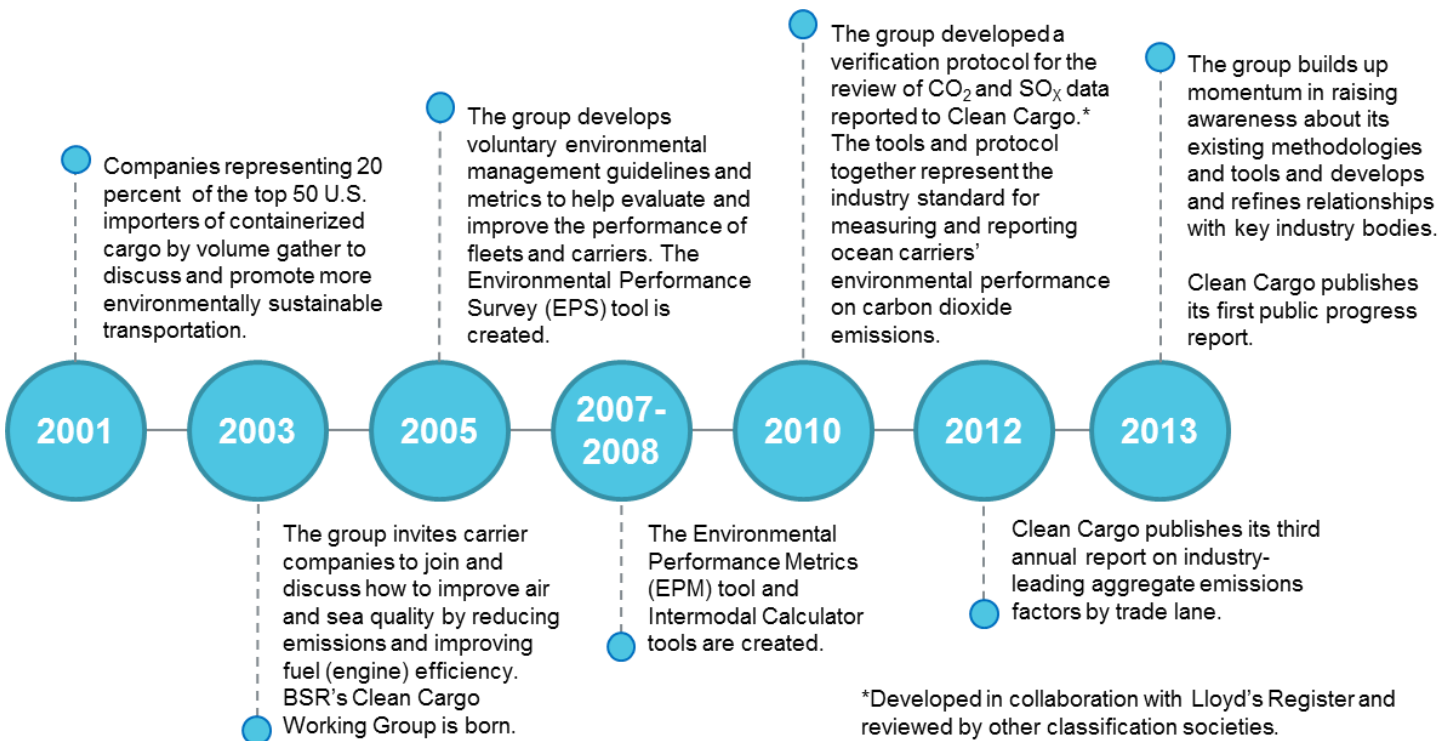 Companies representing 20
percent of the top 50 U.S.
importers of containerized
cargo by volume gather to
discuss and promote more
environmentally sustainable
transportation.
The group develops
voluntary environmental
management guidelines and
metrics to help evaluate and
improve the performance of
fleets and carriers. The
Environmental Performance
Survey (EPS) tool is
created.
The group developed a
verification protocol for the
review of CO₂ and SOₓ data
reported to Clean Cargo.*
The tools and protocol
together represent the
industry standard for
measuring and reporting
ocean carriers'
environmental performance
on carbon dioxide
emissions.
The group builds up
momentum in raising
awareness about its
existing methodologies
and tools and develops
and refines relationships
with key industry bodies.
Clean Cargo publishes
its first public progress
report.
2001
2003
2005
2007-
2008
2010
2012
2013
The group invites carrier
companies to join and
discuss how to improve air
and sea quality by reducing
emissions and improving
fuel (engine) efficiency.
BSR's Clean Cargo
Working Group is born.
The Environmental
Performance Metrics
(EPM) tool and
Intermodal Calculator
tools are created.
Clean Cargo publishes its third
annual report on industry-
leading aggregate emissions
factors by trade lane.
*Developed in collaboration with Lloyd's Register and
reviewed by other classification societies.